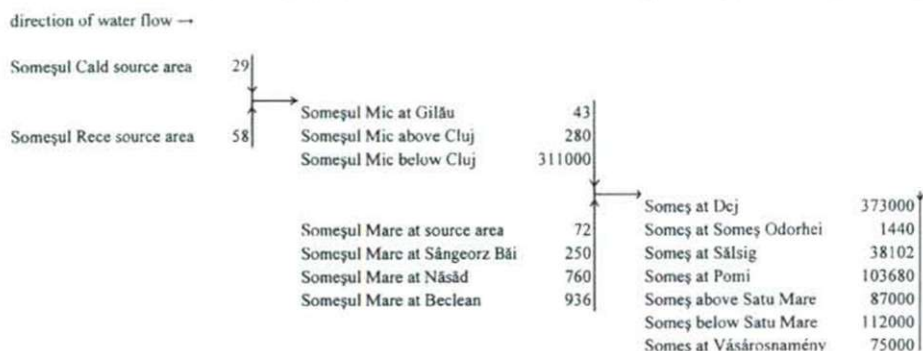 direction of water flow →
Someşul Cald source area 29
Someşul Rece source area 58
Someşul Mic at Gilău 43
Someşul Mic above Cluj 280
Someşul Mic below Cluj 311000
Someşul Mare at source area 72
Someşul Mare at Sângeorz Băi 250
Someşul Mare at Năsăd 760
Someşul Mare at Beclean 936
Someş at Dej 373000
Someş at Someş Odorhei 1440
Someş at Sălsig 38102
Someş at Pomi 103680
Someş above Satu Mare 87000
Someş below Satu Mare 112000
Someş at Vásárosnamény 75000